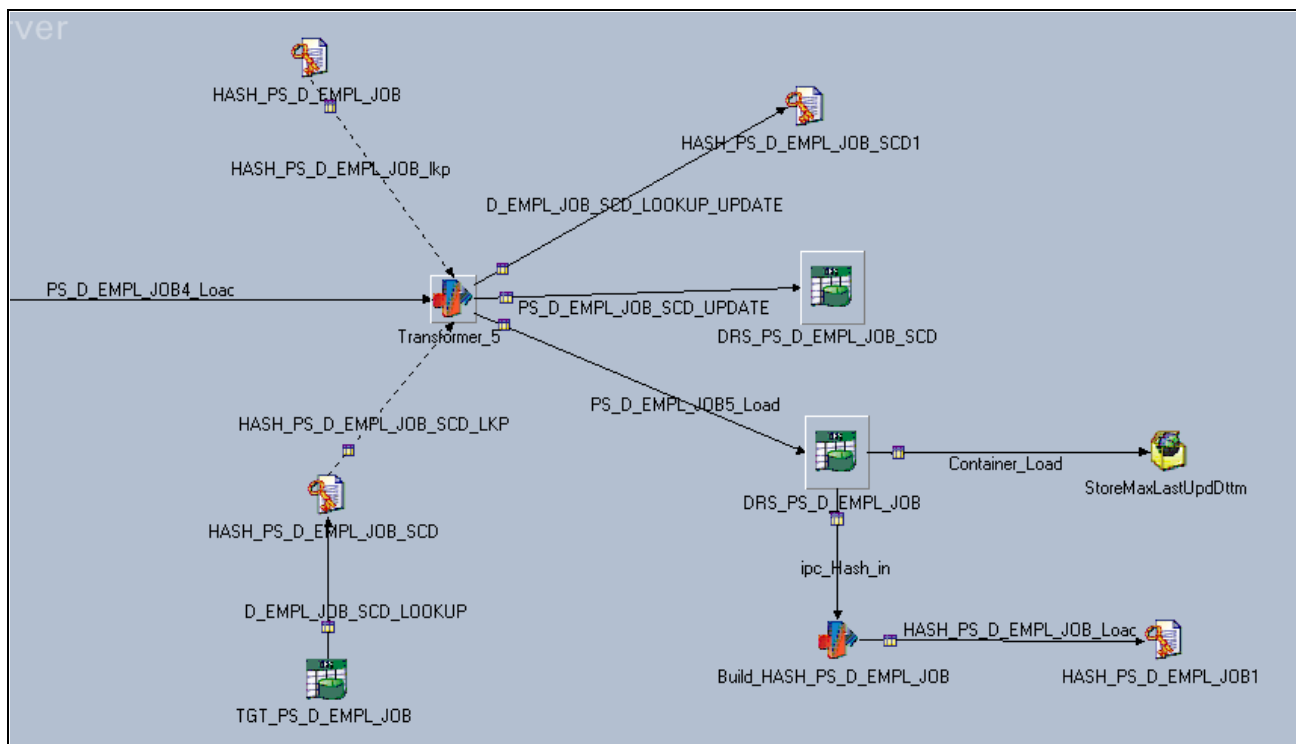 rver
HASH_PS_D_EMPL_JOB
HASH_PS_D_EMPL_JOB_SCD1
HASH_PS_D_EMPL_JOB_lkp
D_EMPL_JOB_SCD_LOOKUP_UPDATE
PS_D_EMPL_JOB4_Loac
PS_D_EMPL_JOB_SCD_UPDATE
Transformer_5
DRS_PS_D_EMPL_JOB_SCD
PS_D_EMPL_JOB5_Load
HASH_PS_D_EMPL_JOB_SCD_LKP
Container_Load
StoreMaxLastUpdDttm
DRS_PS_D_EMPL_JOB
HASH_PS_D_EMPL_JOB_SCD
ipc_Hash_in
D_EMPL_JOB_SCD_LOOKUP
HASH_PS_D_EMPL_JOB_Loac
Build_HASH_PS_D_EMPL_JOB
HASH_PS_D_EMPL_JOB1
TGT_PS_D_EMPL_JOB